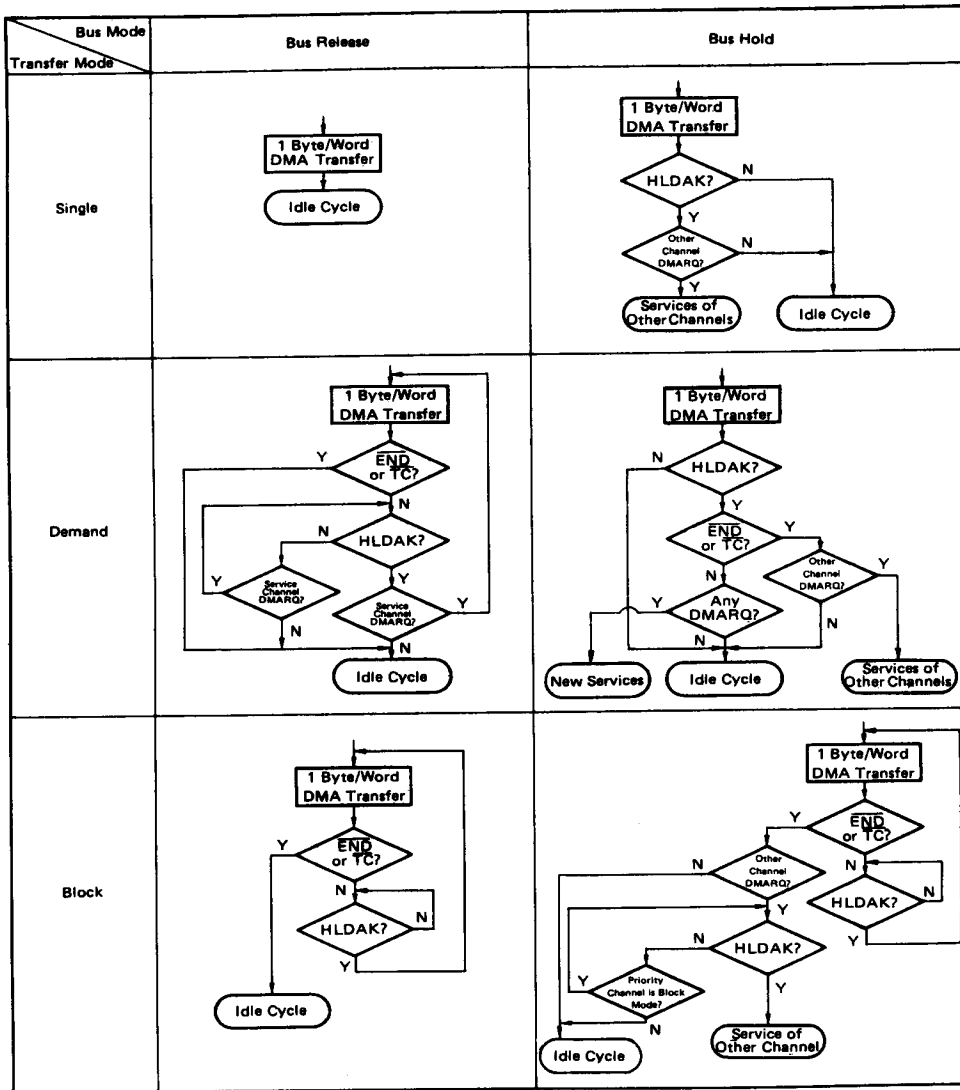 Bus Mode
Transfer Mode
Bus Release
Bus Hold
Single
1 Byte/Word
DMA Transfer
Idle Cycle
1 Byte/Word
DMA Transfer
HLDAK?
N
Y
Other
Channel
DMARQ?
N
Y
Services of
Other Channels
Idle Cycle
Demand
1 Byte/Word
DMA Transfer
Y
END
or TC?
N
N
HLDAK?
Y
Y
Service
Channel
DMARQ?
N
Service
Channel
DMARQ?
Y
N
Idle Cycle
1 Byte/Word
DMA Transfer
N
HLDAK?
Y
END
or TC?
Y
N
Other
Channel
DMARQ?
Y
N
Y
Any
DMARQ?
N
New Services
Idle Cycle
Services of
Other Channels
Block
1 Byte/Word
DMA Transfer
Y
END
or TC?
N
HLDAK?
N
Y
Idle Cycle
1 Byte/Word
DMA Transfer
Y
END
or TC?
N
N
Other
Channel
DMARQ?
Y
HLDAK?
N
Y
N
HLDAK?
Y
Y
Priority
Channel is Block
Mode?
N
Idle Cycle
Service of
Other Channel